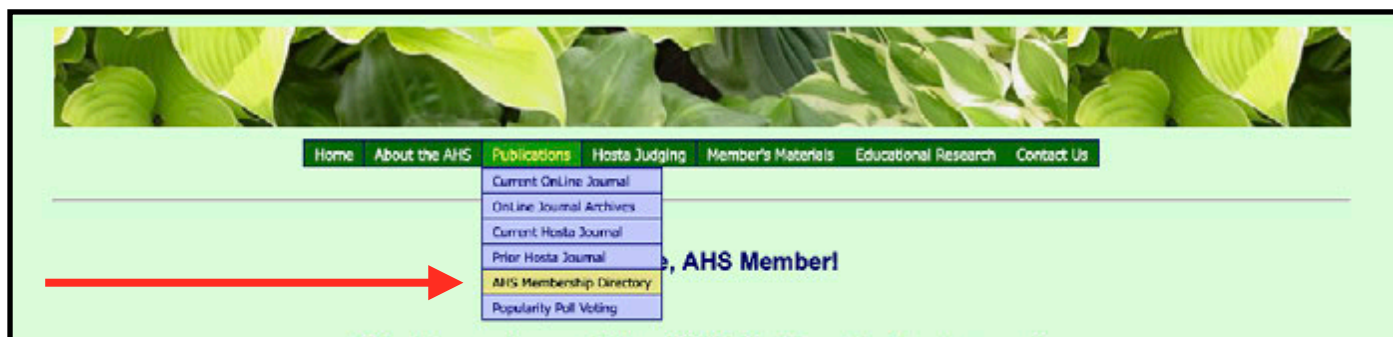 Home About the AHS Publications Hosta Judging Member's Materials Educational Research Contact Us
Current OnLine Journal
OnLine Journal Archives
Current Hosta Journal
Prior Hosta Journal
, AHS Member!
AHS Membership Directory
Popularity Poll Voting